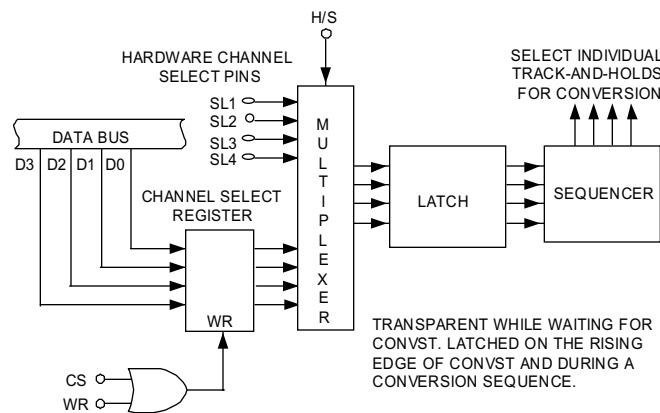 H/S
HARDWARE CHANNEL
SELECT PINS
SL1
SL2
SL3
SL4
MULTIPLEXER
SELECT INDIVIDUAL
TRACK-AND-HOLDS
FOR CONVERSION
DATA BUS
D3 D2 D1 D0
CHANNEL SELECT
REGISTER
WR
LATCH
SEQUENCER
CS
WR
TRANSPARENT WHILE WAITING FOR
CONVST. LATCHED ON THE RISING
EDGE OF CONVST AND DURING A
CONVERSION SEQUENCE.